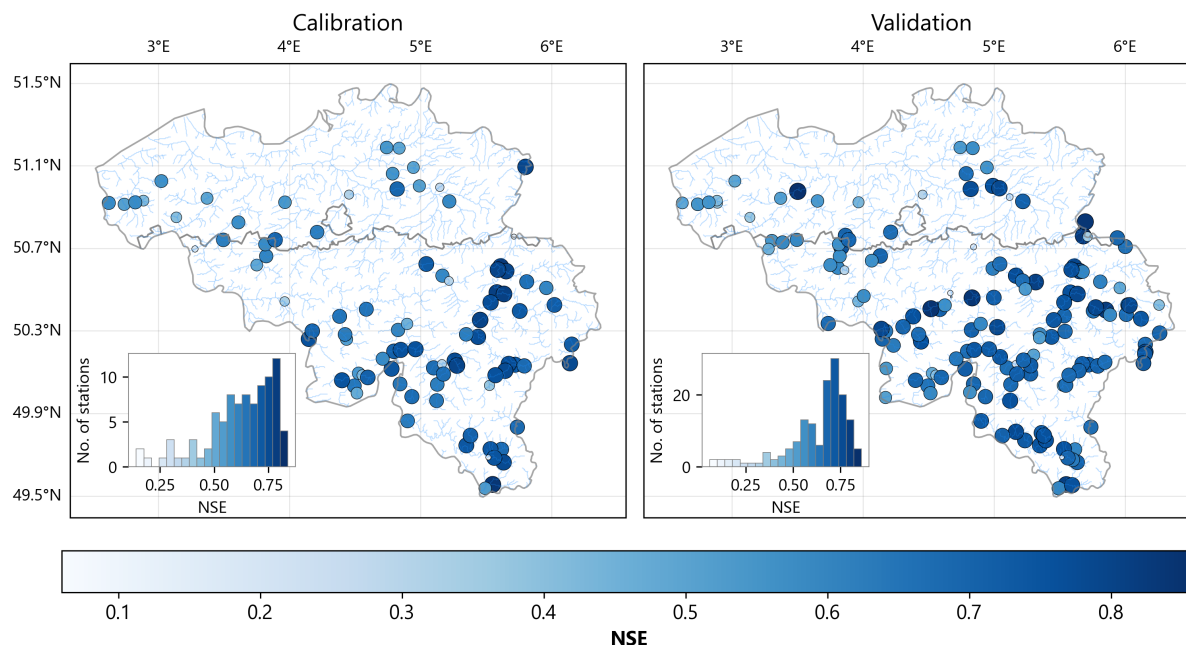 Calibration
Validation
3°E 4°E 5°E 6°E
3°E 4°E 5°E 6°E
51.5°N
51.1°N
50.7°N
50.3°N
49.9°N
49.5°N
No. of stations
10
5
0
0.25 0.50 0.75
NSE
No. of stations
20
0
0.25 0.50 0.75
NSE
0.1 0.2 0.3 0.4 0.5 0.6 0.7 0.8
NSE